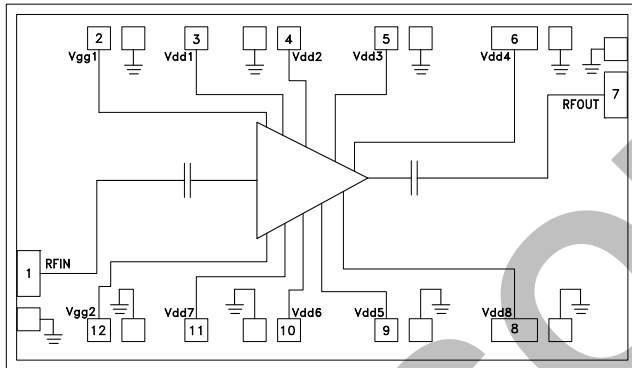 2 3 4 5 6
Vgg1 Vdd1 Vdd2 Vdd3 Vdd4
7
RFOUT
RFIN
1
Vgg2 Vdd7 Vdd6 Vdd5 Vdd8
12 11 10 9 8